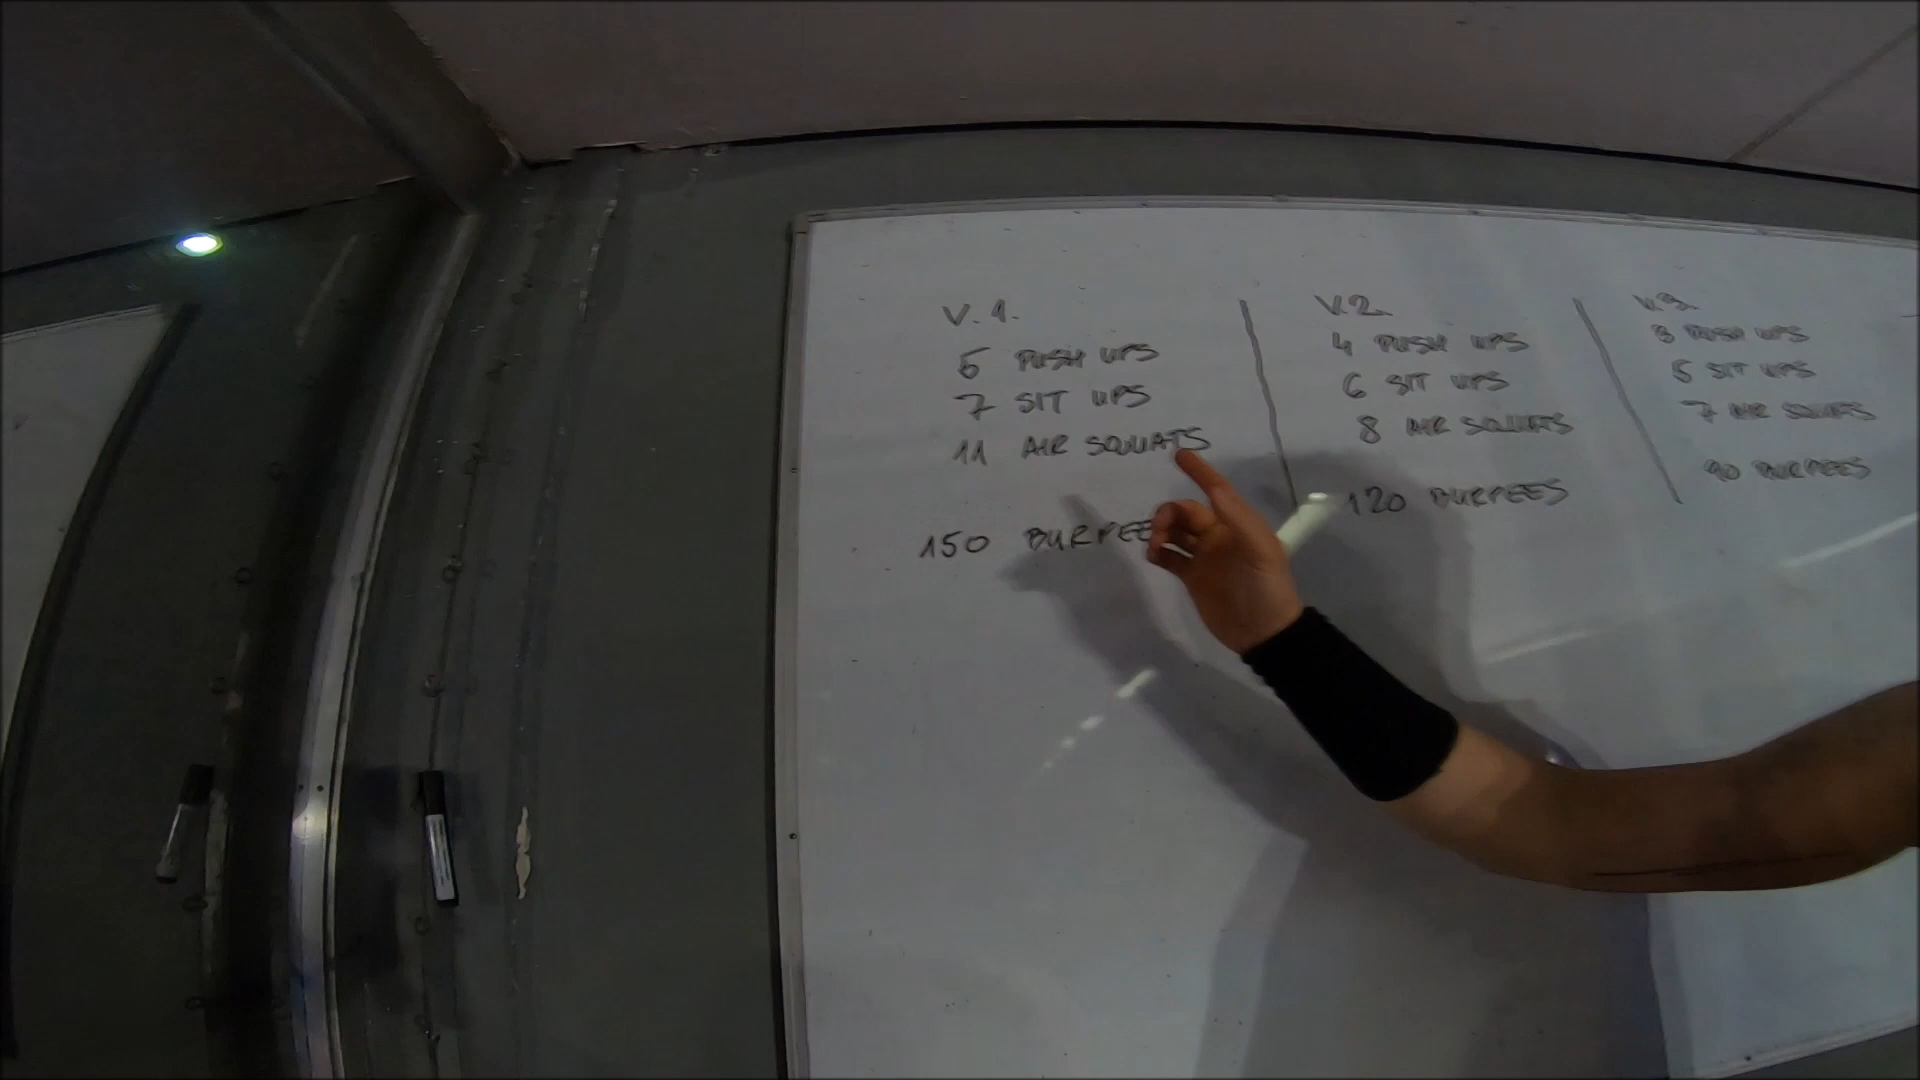 V. 1.
5 PUSH UPS
7 SIT UPS
11 AIR SQUATS
150 BURPEE
V.2.
4 PUSH UPS
6 SIT UPS
8 AIR SQUATS
120 BURPEES
V.3.
3 PUSH UPS
5 SIT UPS
7 AIR SQUATS
90 BURPEES